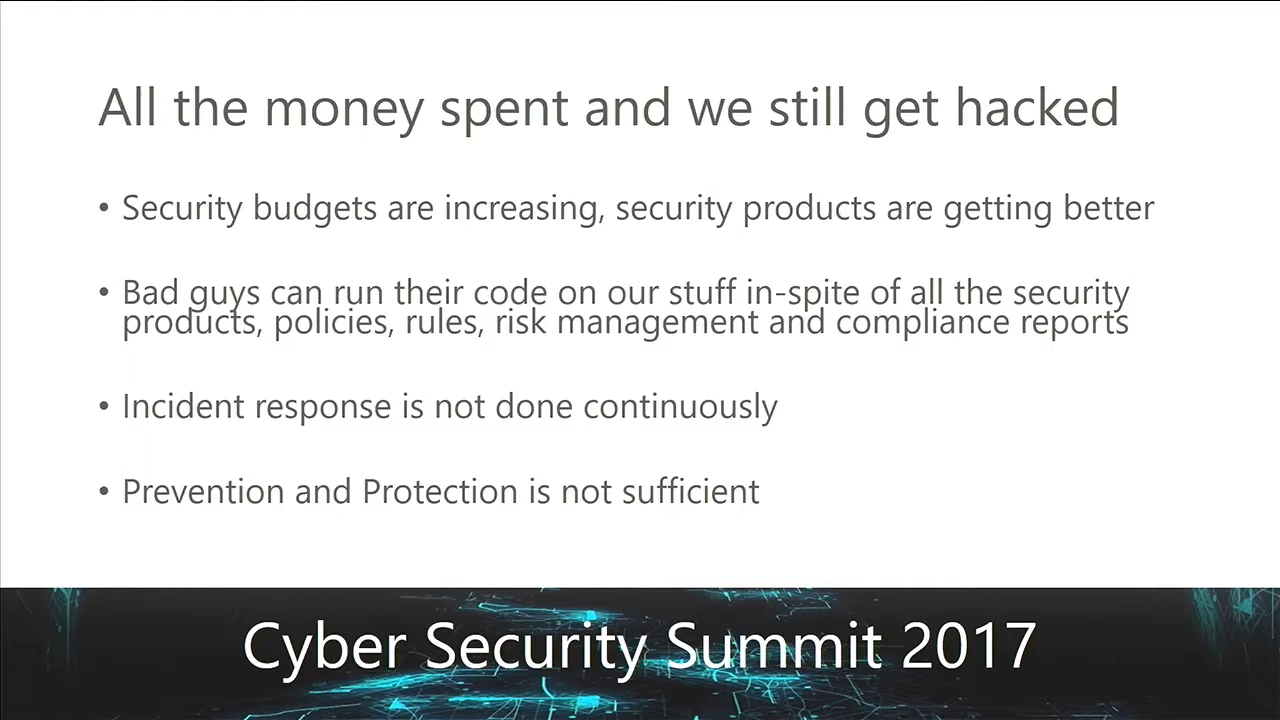 All the money spent and we still get hacked
• Security budgets are increasing, security products are getting better
• Bad guys can run their code on our stuff in-spite of all the security
products, policies, rules, risk management and compliance reports
• Incident response is not done continuously
• Prevention and Protection is not sufficient
Cyber Security Summit 2017